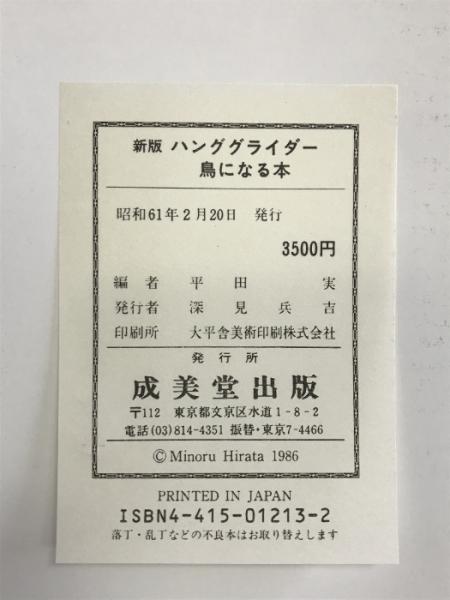 新版 ハンググライダー
鳥になる本
昭和61年2月20日 発行
3500円
編者 平田 実
発行者 深見兵吉
印刷所 大平舎美術印刷株式会社
発行所
成美堂出版
〒112 東京都文京区水道1-8-2
電話(03)814-4351 振替・東京7-4466
©Minoru Hirata 1986
PRINTED IN JAPAN
ISBN4-415-01213-2
落丁・乱丁などの不良本はお取り替えします